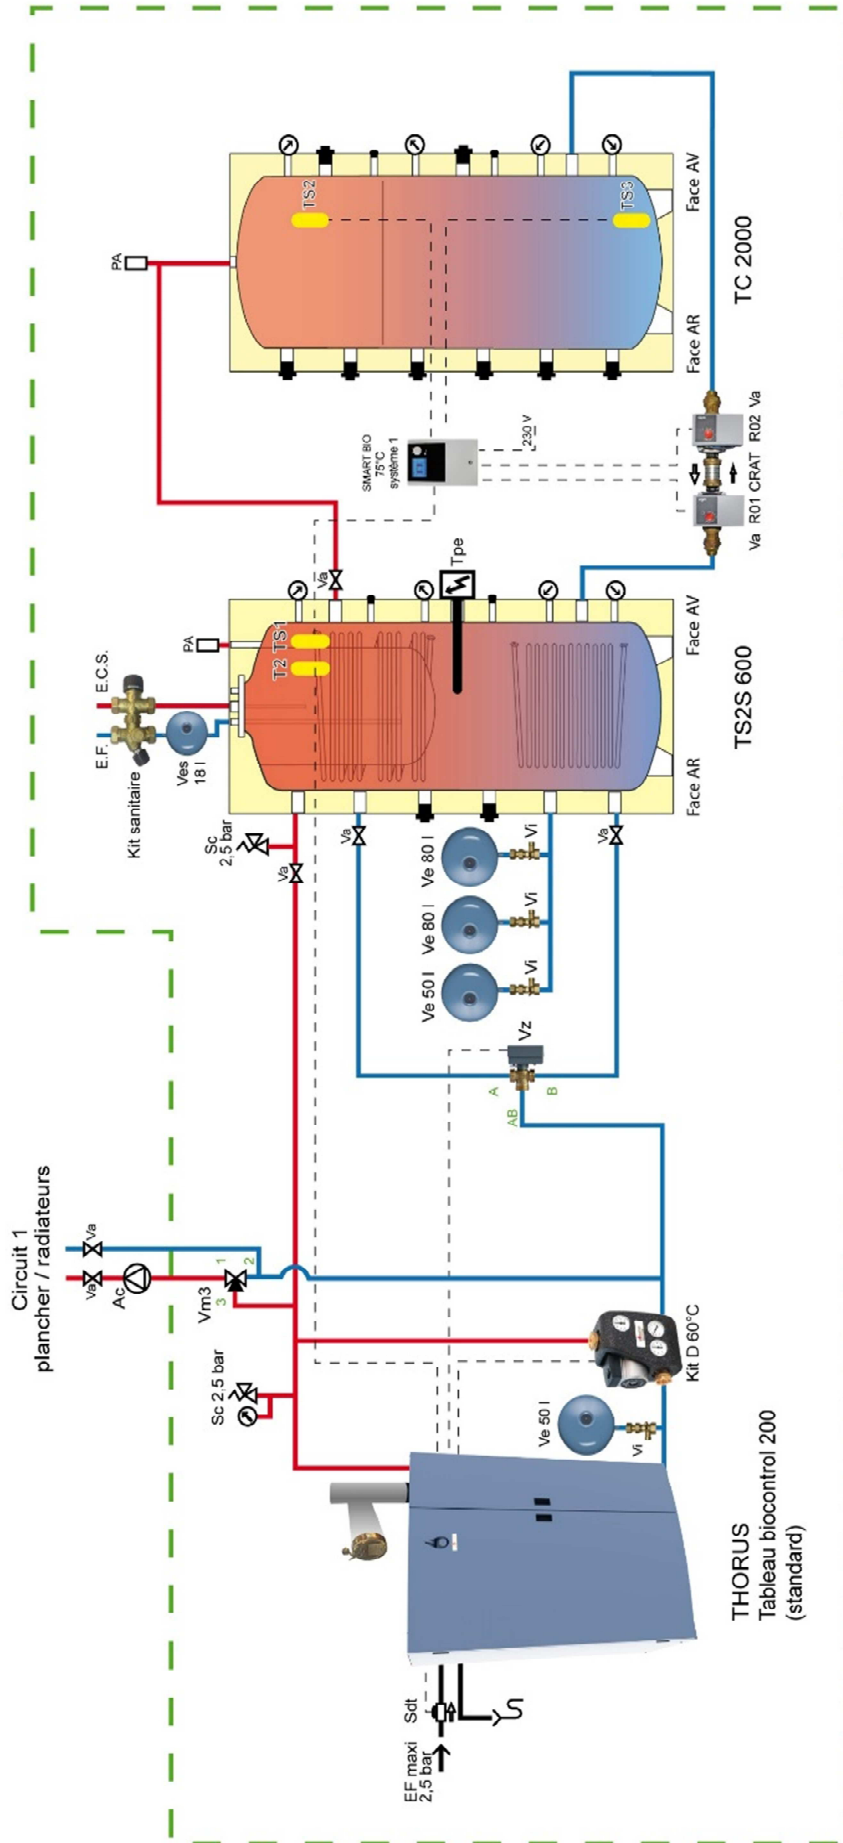 Circuit 1
plancher / radiateurs
Va
Va
Ac
Vm3
1
2
3
Sc 2,5 bar
Ve 50 l
Vi
Kit D 60°C
THORUS
Tableau biocontrol 200
(standard)
Sdt
EF maxi
2,5 bar
E.F.
E.C.S.
Kit sanitaire
Ves
18 l
PA
T2
TS1
Sc
2,5 bar
Va
Va
Va
Va
Ve 80 l
Vi
Ve 80 l
Vi
Ve 50 l
Vi
Vz
A
AB
B
Tpe
Face AR
Face AV
TS2S 600
SMART BIO
75°C
système 1
230 V
Va
R01
CRAT
R02
Va
PA
TS2
TS3
Face AR
Face AV
TC 2000